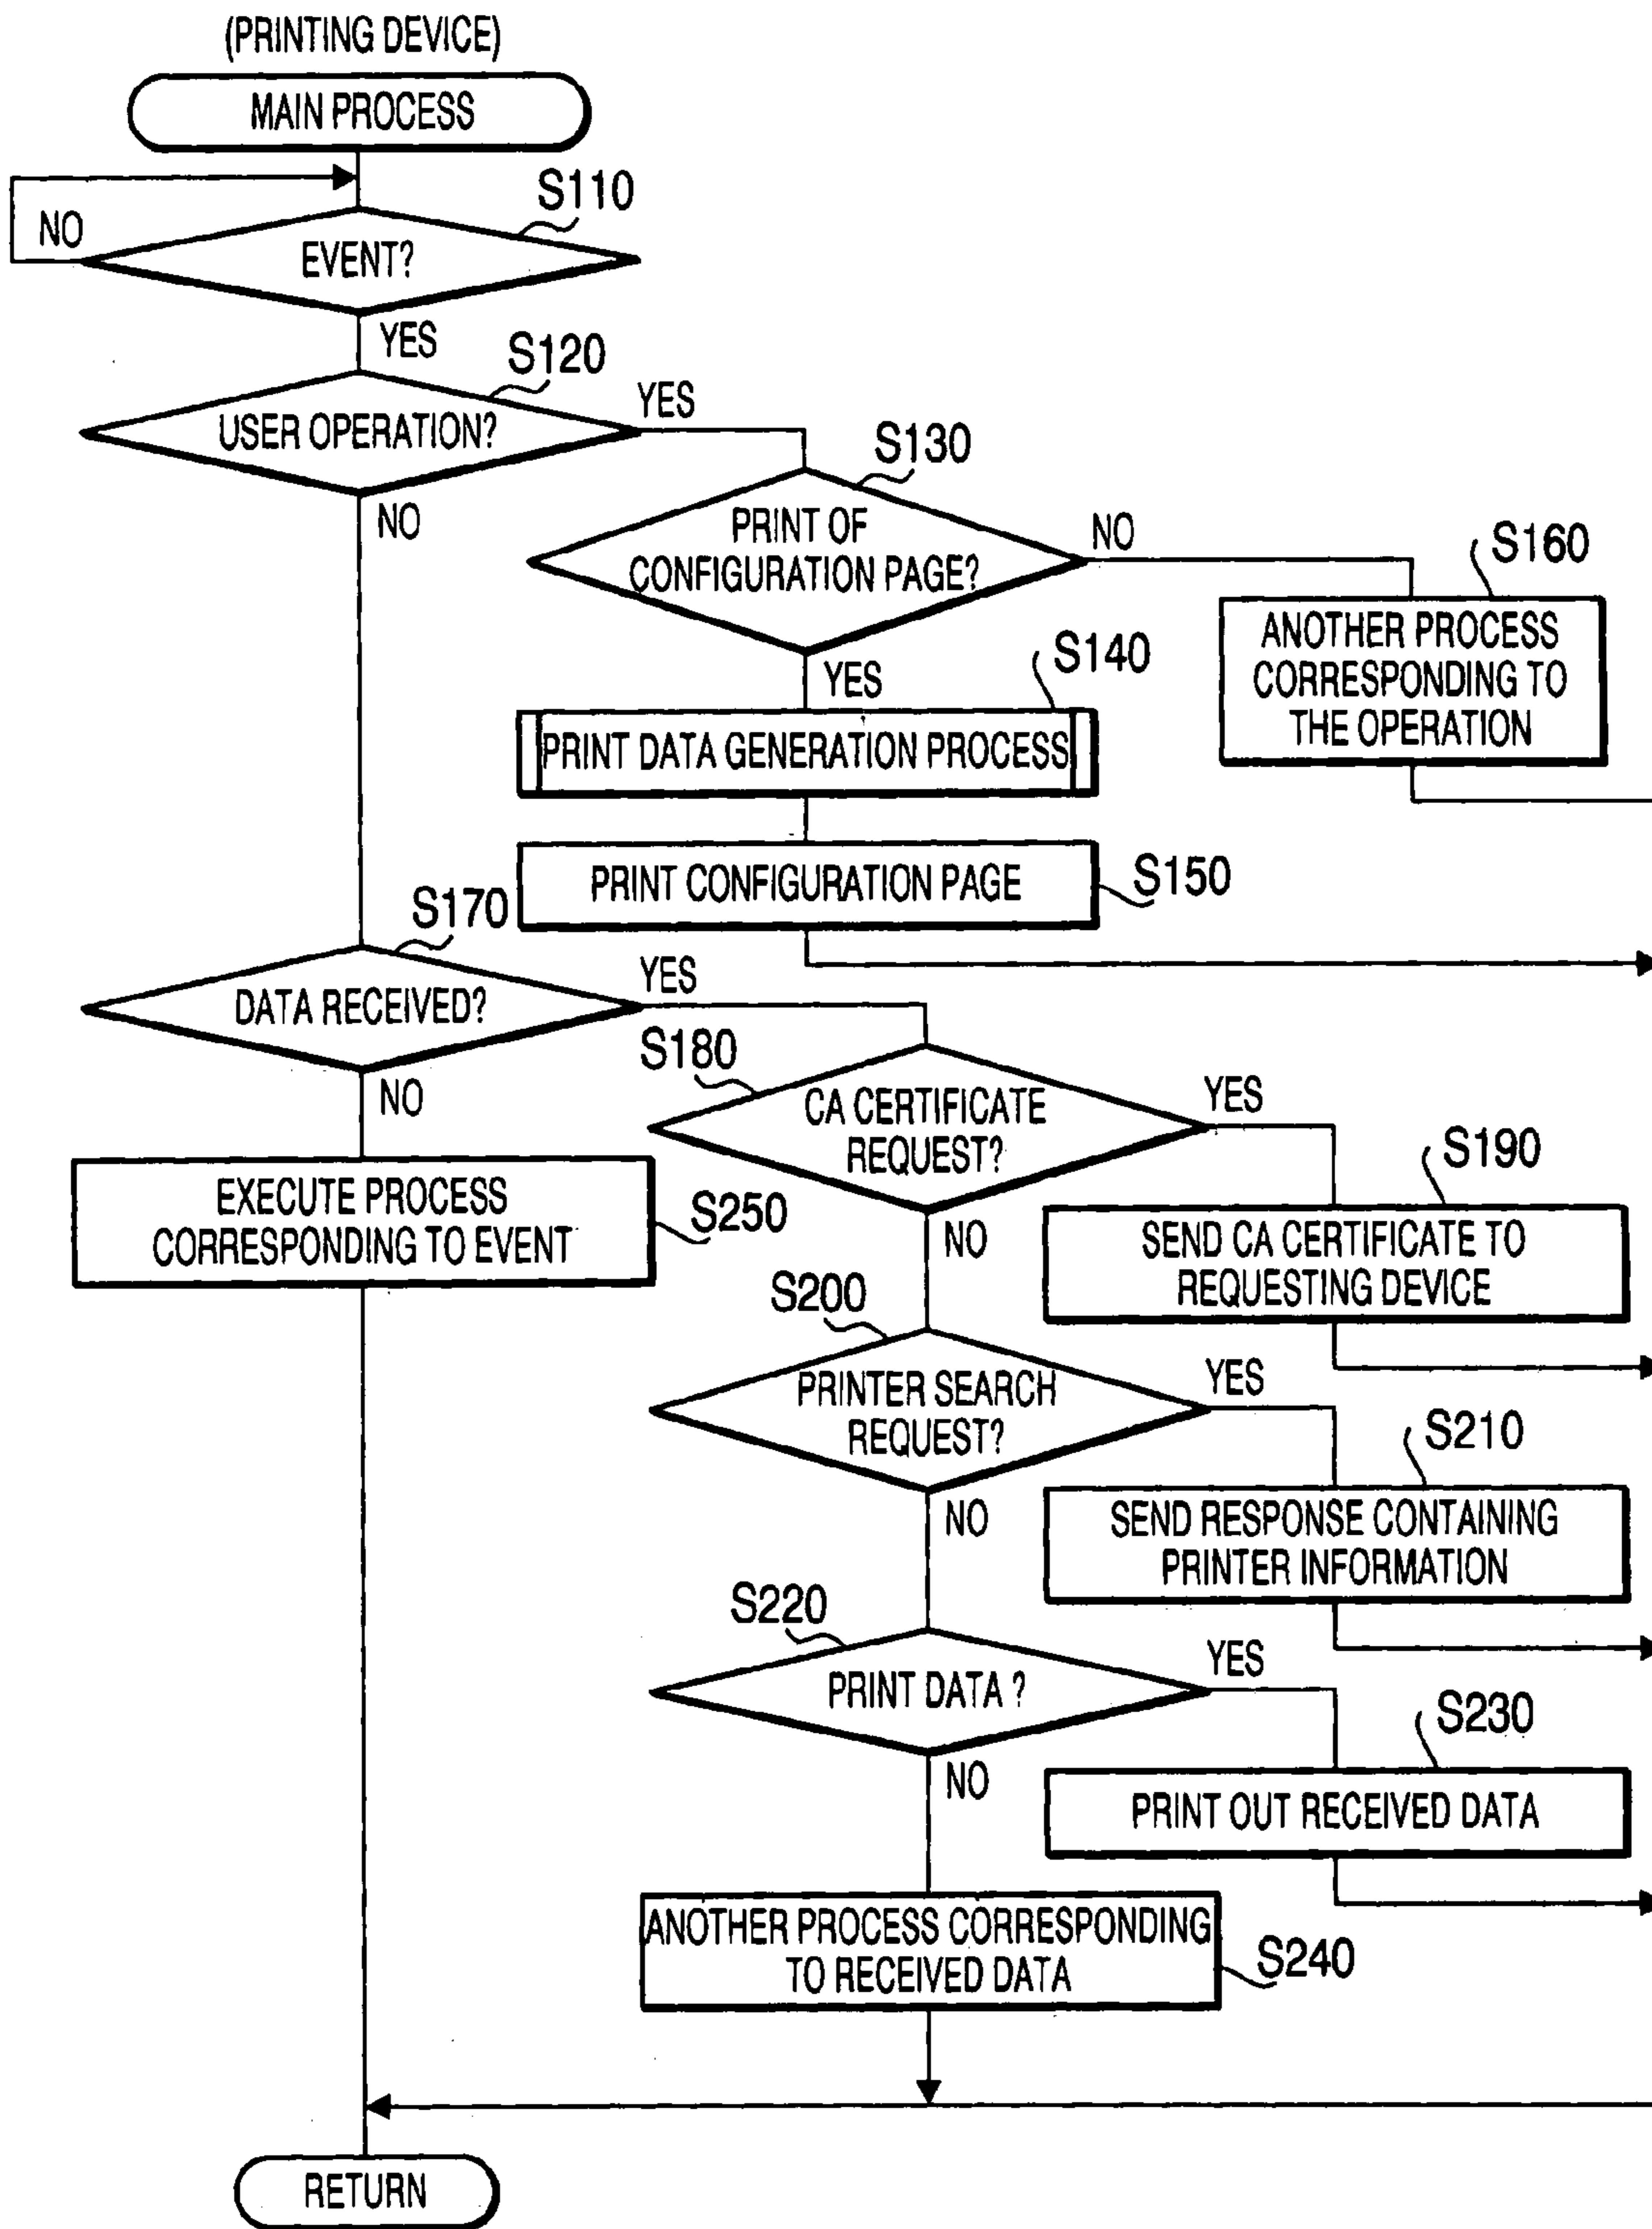 (PRINTING DEVICE)
MAIN PROCESS
S110
NO
EVENT?
YES
S120
YES
USER OPERATION?
NO
S130
PRINT OF
CONFIGURATION PAGE?
NO
S160
ANOTHER PROCESS
CORRESPONDING TO
THE OPERATION
YES
S140
PRINT DATA GENERATION PROCESS
PRINT CONFIGURATION PAGE
S150
S170
YES
DATA RECEIVED?
NO
S180
CA CERTIFICATE
REQUEST?
YES
S190
SEND CA CERTIFICATE TO
REQUESTING DEVICE
EXECUTE PROCESS
CORRESPONDING TO EVENT
S250
NO
S200
PRINTER SEARCH
REQUEST?
YES
S210
SEND RESPONSE CONTAINING
PRINTER INFORMATION
NO
S220
PRINT DATA ?
YES
S230
PRINT OUT RECEIVED DATA
NO
ANOTHER PROCESS CORRESPONDING
TO RECEIVED DATA
S240
RETURN